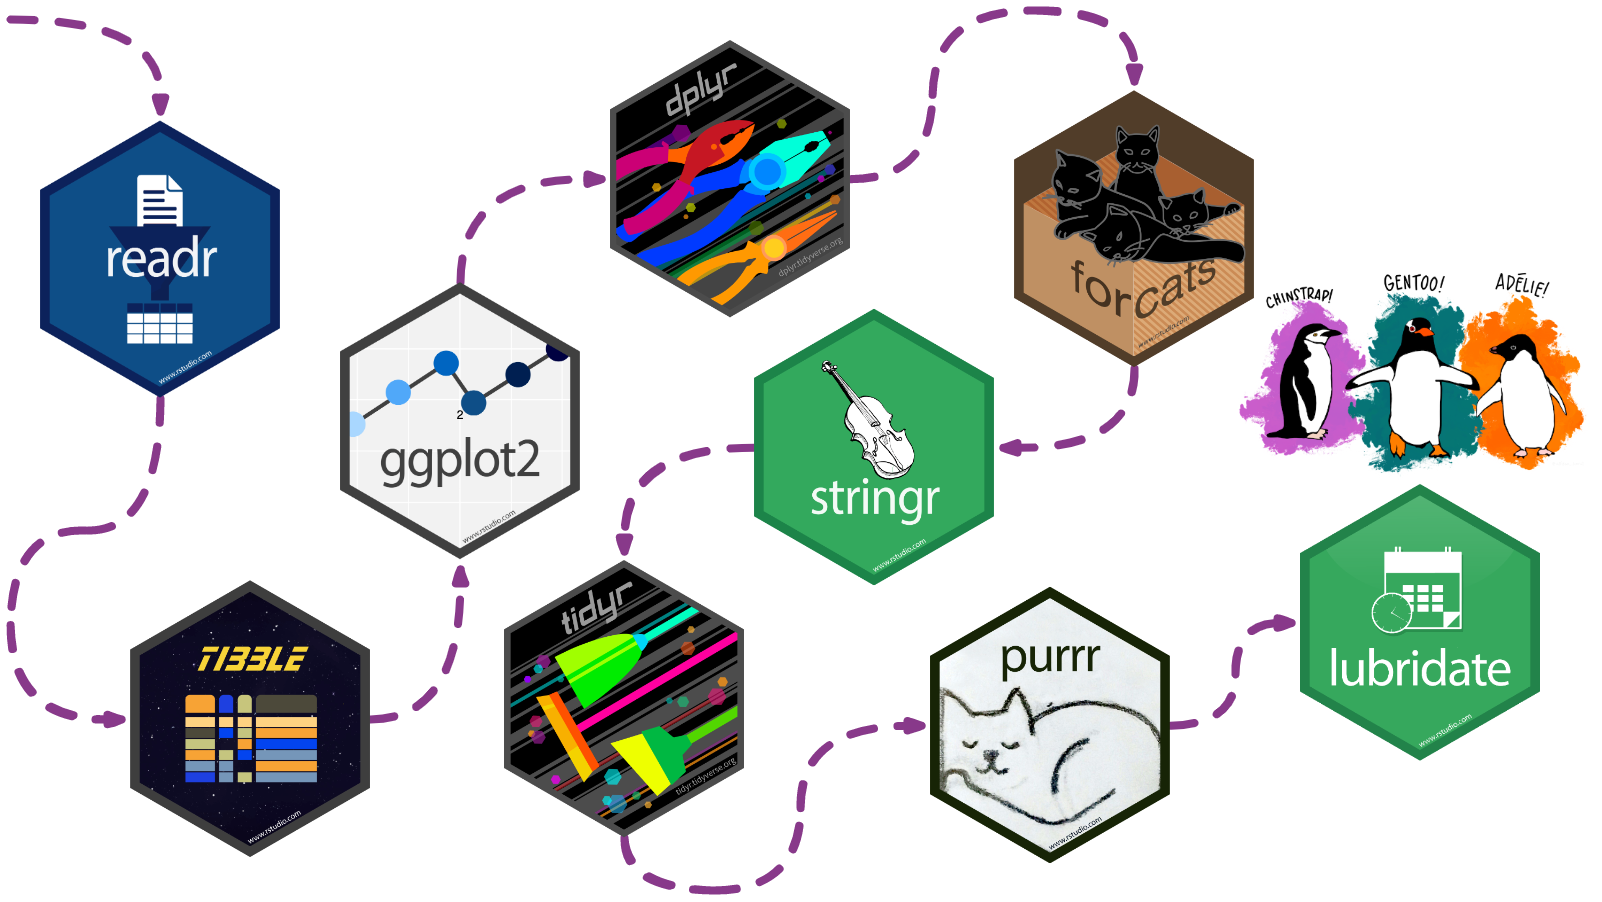 readr
www.rstudio.com
TIBBLE
www.rstudio.com
2
ggplot2
www.rstudio.com
dplyr
dplyr.tidyverse.org
forcats
www.rstudio.com
stringr
www.rstudio.com
tidyr
tidyr.tidyverse.org
purrr
www.rstudio.com
CHINSTRAP!
GENTOO!
ADÉLIE!
lubridate
www.rstudio.com